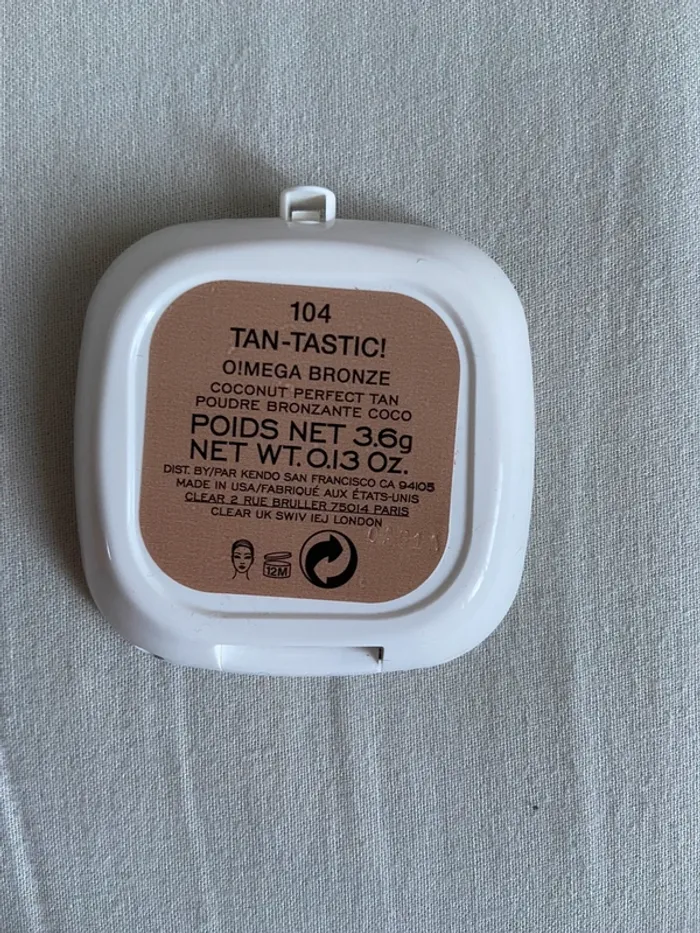 104
TAN-TASTIC!
O!MEGA BRONZE
COCONUT PERFECT TAN
POUDRE BRONZANTE COCO
POIDS NET 3.6g
NET WT. 0.13 Oz.
DIST. BY/PAR KENDO SAN FRANCISCO CA 94105
MADE IN USA/FABRIQUÉ AUX ÉTATS-UNIS
CLEAR 2 RUE BRULLER 75014 PARIS
CLEAR UK SW1V 1EJ LONDON
12M